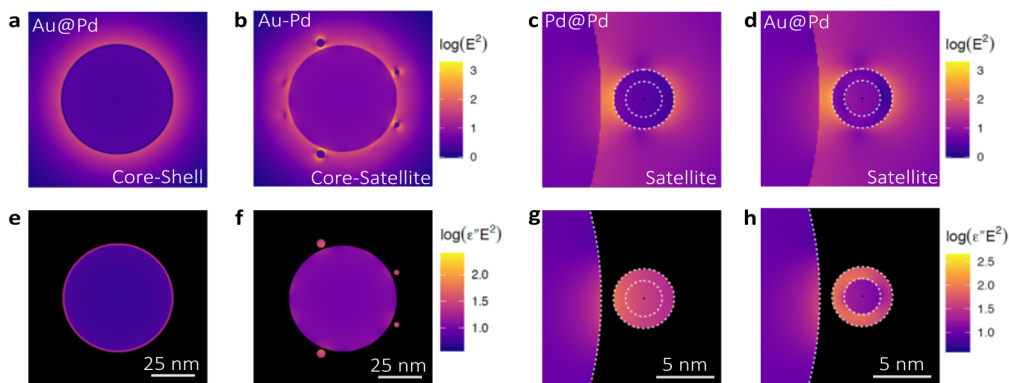 a Au@Pd
Core-Shell
b Au-Pd
Core-Satellite
log(E²)
3
2
1
0
c Pd@Pd
Satellite
d Au@Pd
Satellite
log(E²)
3
2
1
0
e
25 nm
f
25 nm
log(ε″E²)
2.0
1.5
1.0
g
5 nm
h
5 nm
log(ε″E²)
2.5
2.0
1.5
1.0